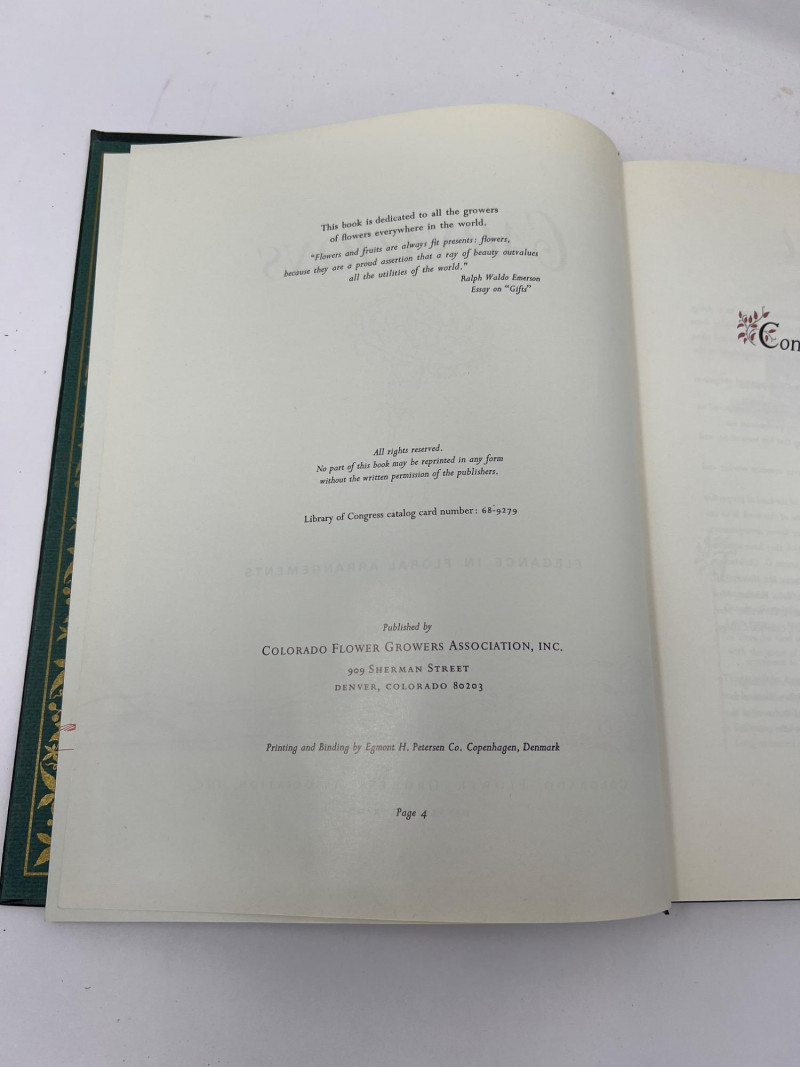 This book is dedicated to all the growers
of flowers everywhere in the world.
"Flowers and fruits are always fit presents: flowers,
because they are a proud assertion that a ray of beauty outvalues
all the utilities of the world."
Ralph Waldo Emerson
Essay on "Gifts"
All rights reserved.
No part of this book may be reprinted in any form
without the written permission of the publishers.
Library of Congress catalog card number: 68-9279
Published by
COLORADO FLOWER GROWERS ASSOCIATION, INC.
909 SHERMAN STREET
DENVER, COLORADO 80203
Printing and Binding by Egmont H. Petersen Co. Copenhagen, Denmark
Page 4
Con